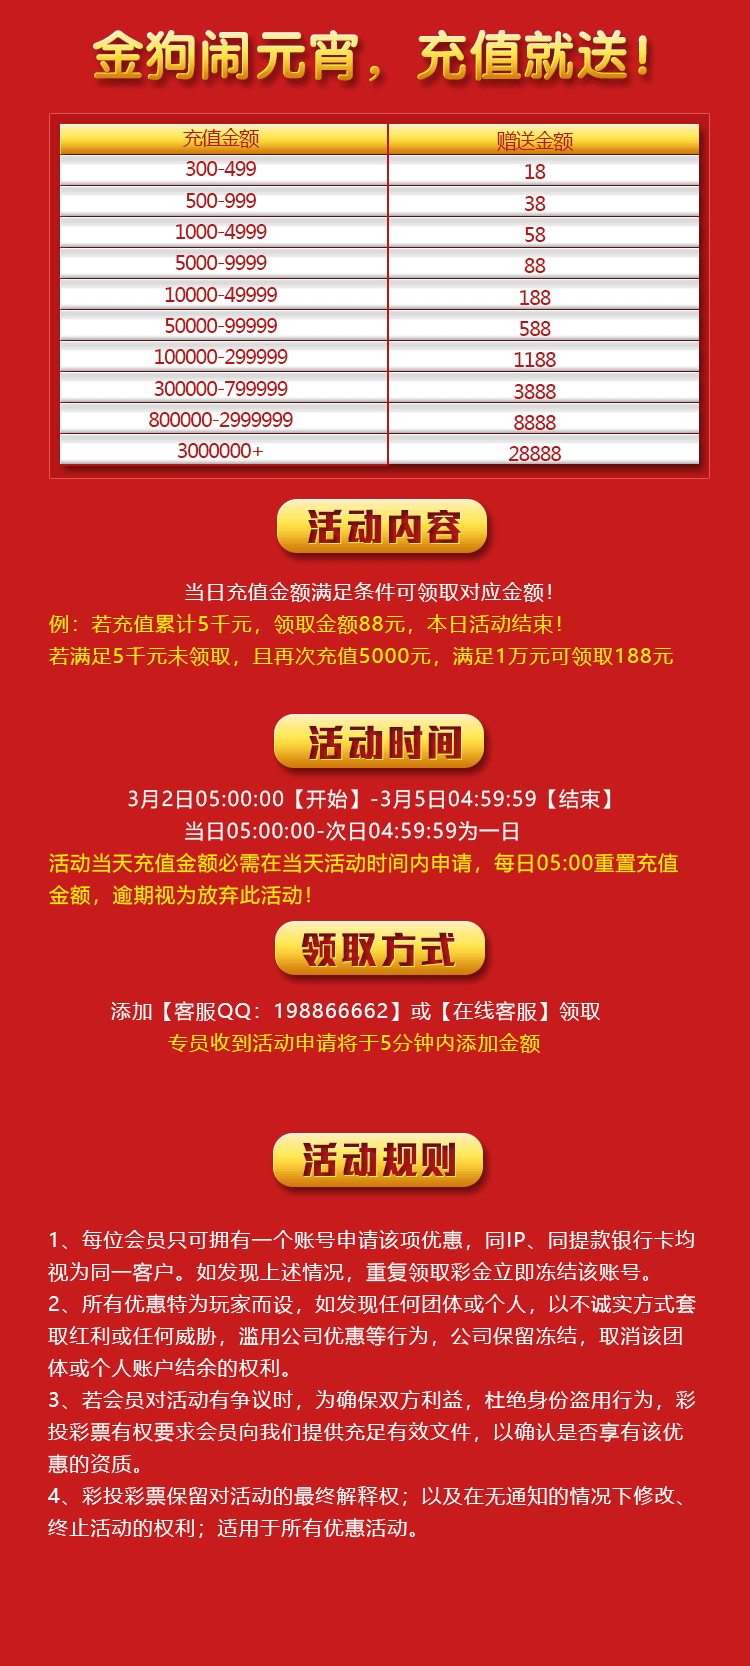 金狗闹元宵，充值就送！
充值金额 赠送金额
300-499 18
500-999 38
1000-4999 58
5000-9999 88
10000-49999 188
50000-99999 588
100000-299999 1188
300000-799999 3888
800000-2999999 8888
3000000+ 28888
活动内容
当日充值金额满足条件可领取对应金额！
例：若充值累计5千元，领取金额88元，本日活动结束！
若满足5千元未领取，且再次充值5000元，满足1万元可领取188元
活动时间
3月2日05:00:00【开始】-3月5日04:59:59【结束】
当日05:00:00-次日04:59:59为一日
活动当天充值金额必需在当天活动时间内申请，每日05:00重置充值
金额，逾期视为放弃此活动！
领取方式
添加【客服QQ：198866662】或【在线客服】领取
专员收到活动申请将于5分钟内添加金额
活动规则
1、每位会员只可拥有一个账号申请该项优惠，同IP、同提款银行卡均
视为同一客户。如发现上述情况，重复领取彩金立即冻结该账号。
2、所有优惠特为玩家而设，如发现任何团体或个人，以不诚实方式套
取红利或任何威胁，滥用公司优惠等行为，公司保留冻结，取消该团
体或个人账户结余的权利。
3、若会员对活动有争议时，为确保双方利益，杜绝身份盗用行为，彩
投彩票有权要求会员向我们提供充足有效文件，以确认是否享有该优
惠的资质。
4、彩投彩票保留对活动的最终解释权；以及在无通知的情况下修改、
终止活动的权利；适用于所有优惠活动。